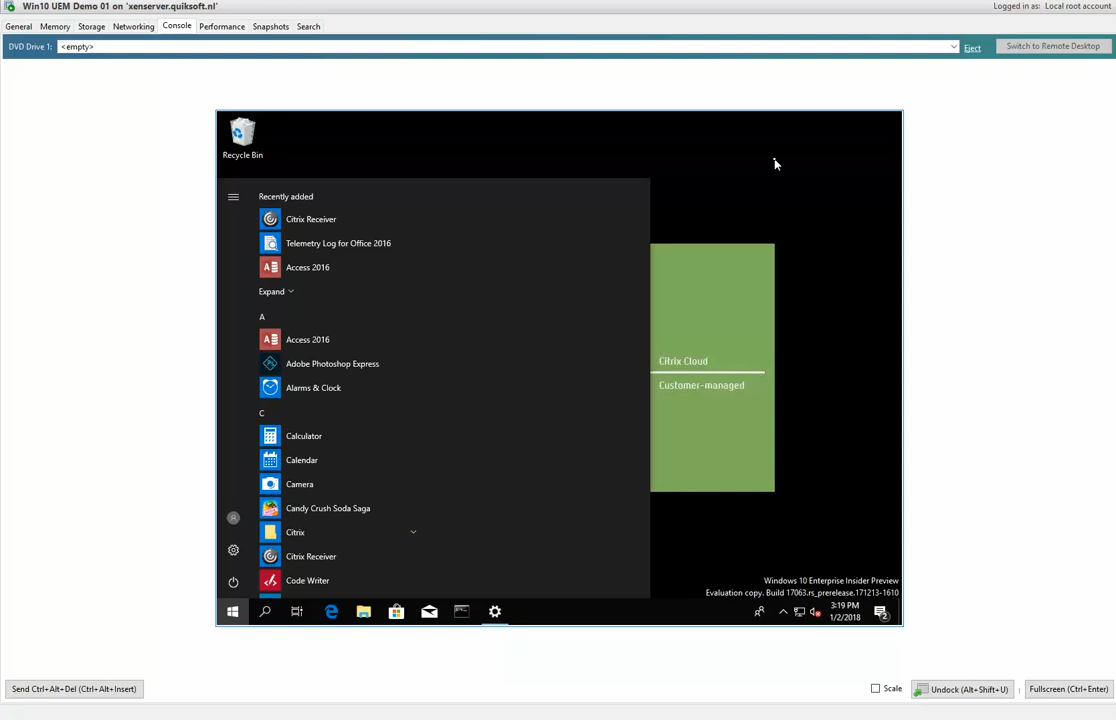 Win10 UEM Demo 01 on 'xenserver.quiksoft.nl'
Logged in as: Local root account
General Memory Storage Networking Console Performance Snapshots Search
DVD Drive 1: <empty> Eject Switch to Remote Desktop
Recycle Bin
Recently added
Citrix Receiver
Telemetry Log for Office 2016
Access 2016
Expand
A
Access 2016
Adobe Photoshop Express
Alarms & Clock
C
Calculator
Calendar
Camera
Candy Crush Soda Saga
Citrix
Citrix Receiver
Code Writer
Citrix Cloud
Customer-managed
Windows 10 Enterprise Insider Preview
Evaluation copy. Build 17063.rs_prerelease.171213-1610
3:19 PM
1/2/2018
2
Send Ctrl+Alt+Del (Ctrl+Alt+Insert)
Scale Undock (Alt+Shift+U) Fullscreen (Ctrl+Enter)